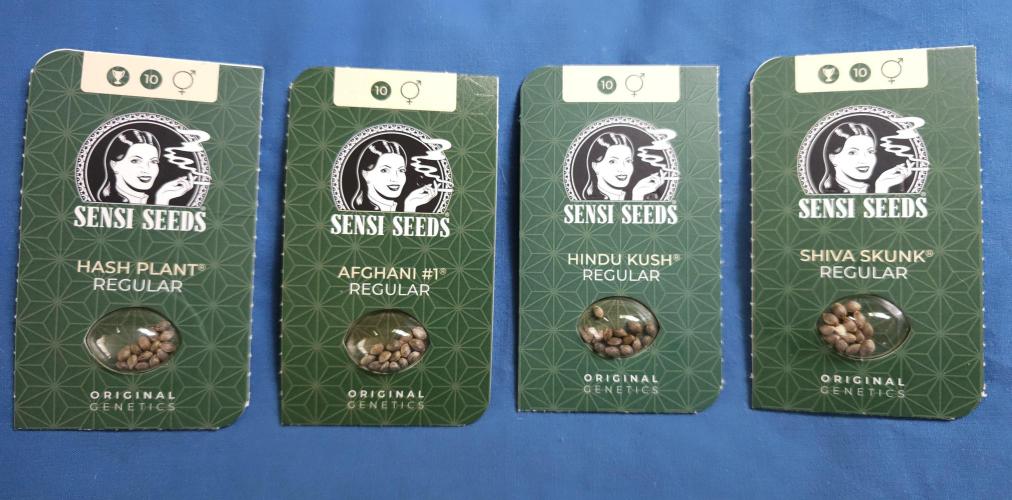 10
SENSI SEEDS
HASH PLANT®
REGULAR
ORIGINAL
GENETICS
10
SENSI SEEDS
AFGHANI #1®
REGULAR
ORIGINAL
GENETICS
10
SENSI SEEDS
HINDU KUSH®
REGULAR
ORIGINAL
GENETICS
10
SENSI SEEDS
SHIVA SKUNK®
REGULAR
ORIGINAL
GENETICS